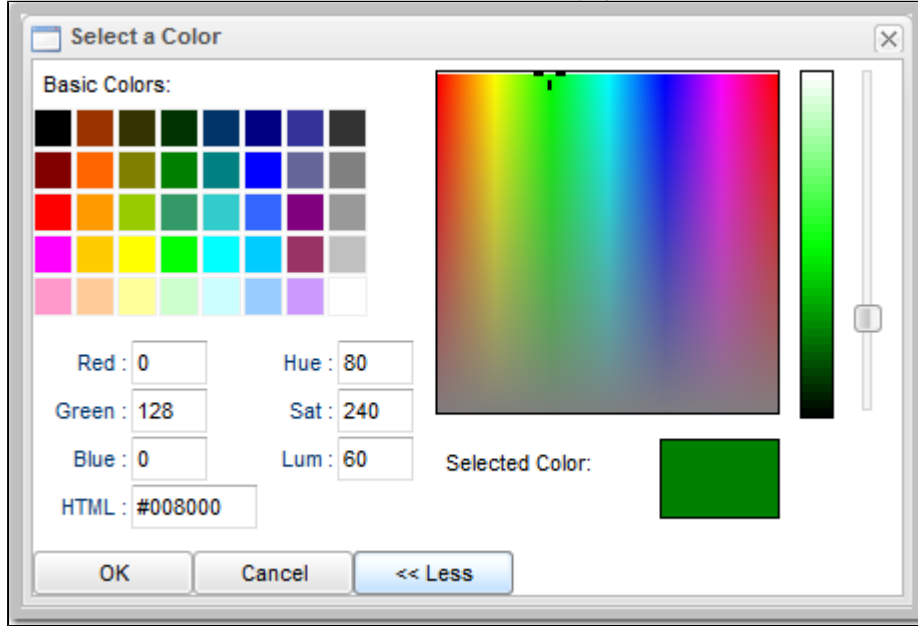 Select a Color
Basic Colors:
Red : 0 Hue : 80
Green : 128 Sat : 240
Blue : 0 Lum : 60
Selected Color:
HTML : #008000
OK Cancel << Less